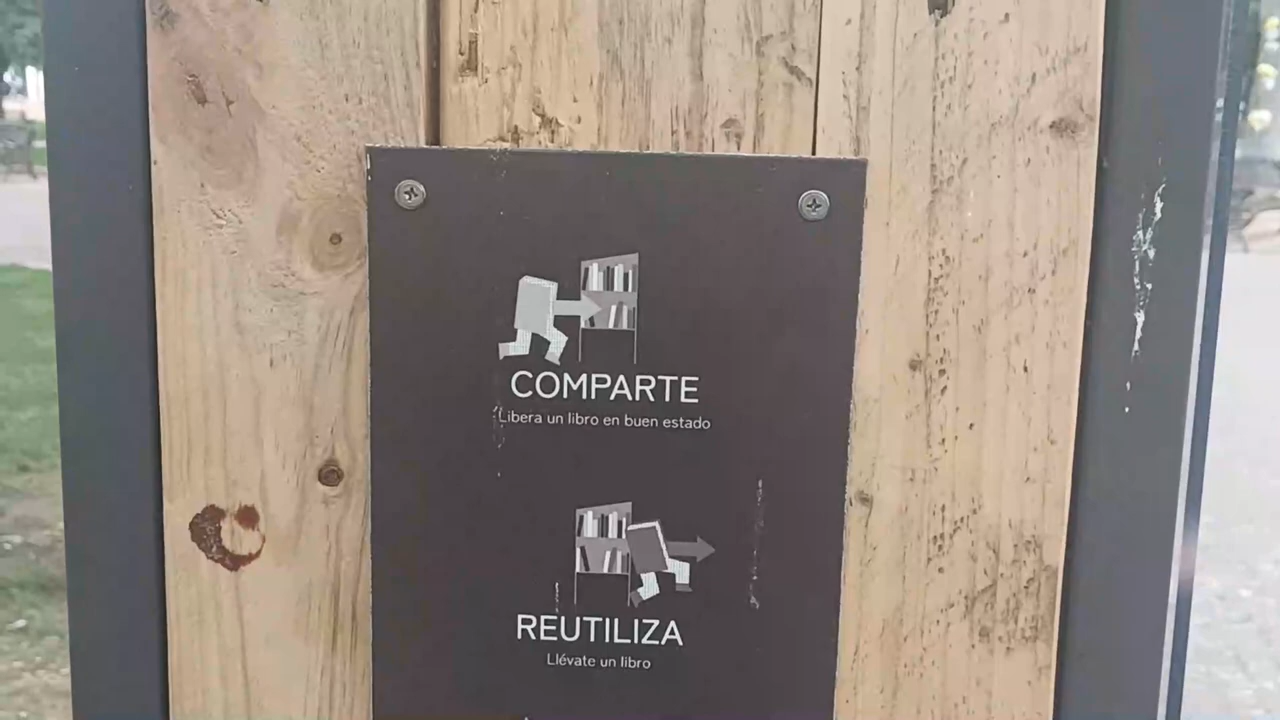 COMPARTE
Libera un libro en buen estado
REUTILIZA
Llévate un libro